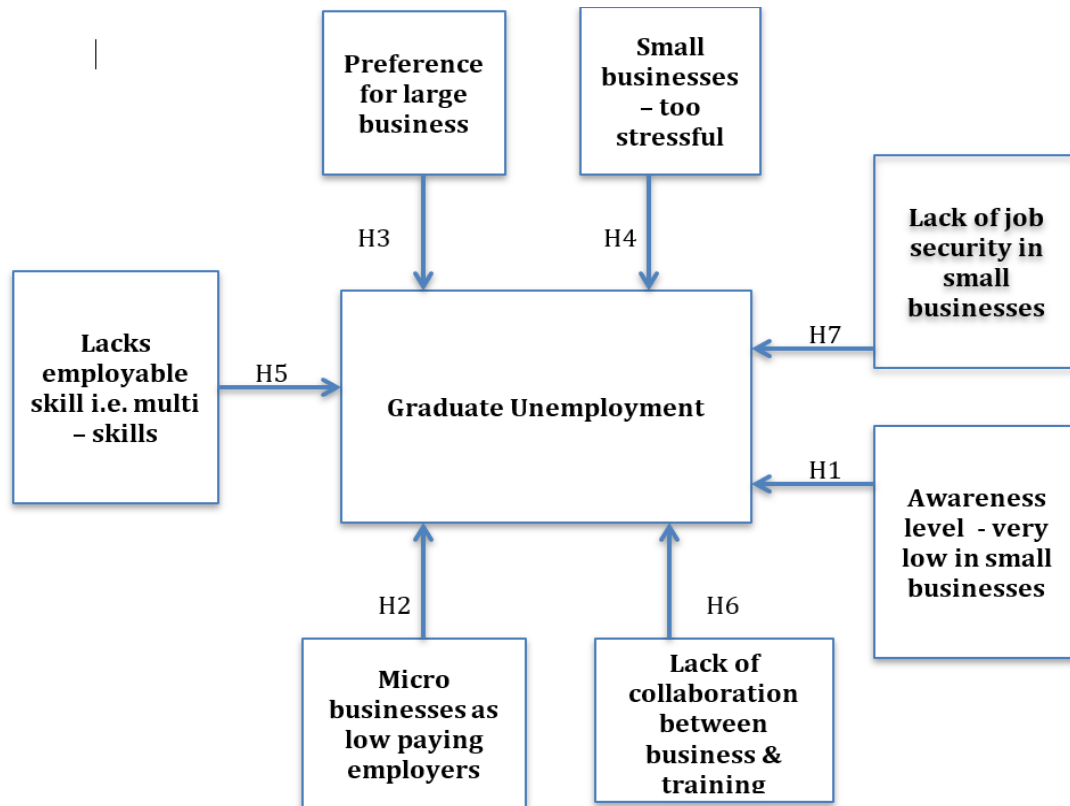 Preference
for large
business
Small
businesses
– too
stressful
H3
H4
Lack of job
security in
small
businesses
Lacks
employable
skill i.e. multi
– skills
H5
Graduate Unemployment
H7
H1
Awareness
level - very
low in small
businesses
H2
H6
Micro
businesses as
low paying
employers
Lack of
collaboration
between
business &
training